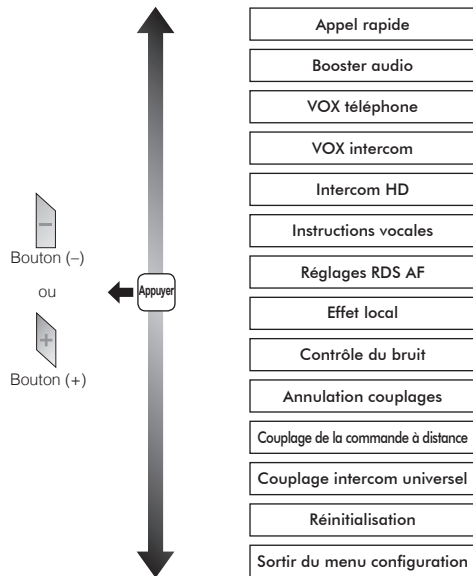 Appel rapide
Booster audio
VOX téléphone
VOX intercom
Intercom HD
Instructions vocales
Réglages RDS AF
Effet local
Contrôle du bruit
Annulation couplages
Couplage de la commande à distance
Couplage intercom universel
Réinitialisation
Sortir du menu configuration
−
Bouton (−)
ou
+
Bouton (+)
Appuyer